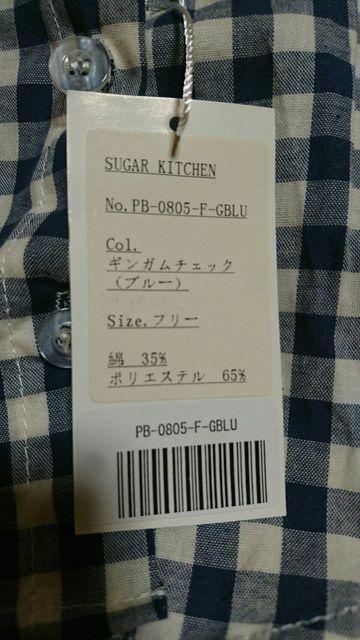 SUGAR KITCHEN
No.PB-0805-F-GBLU
Col.
ギンガムチェック
(ブルー)
Size.フリー
綿 35%
ポリエステル 65%
PB-0805-F-GBLU